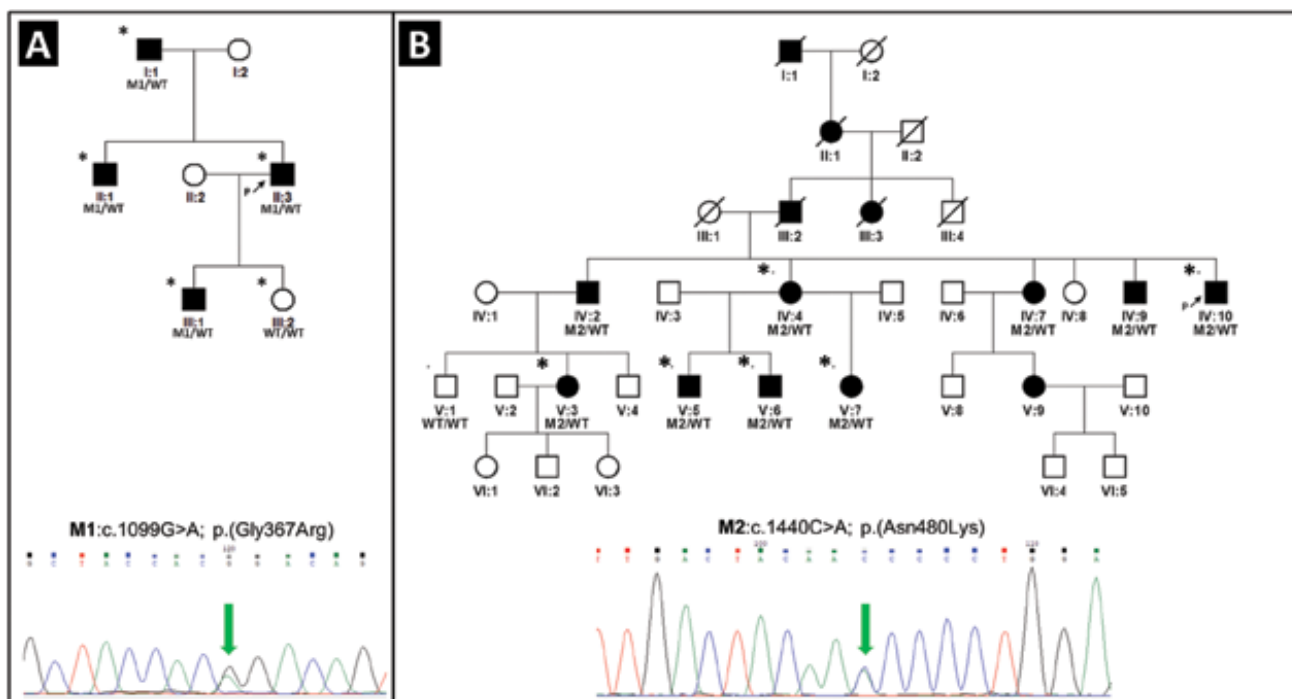 A
*
I:1
M1/WT
I:2
*
II:1
M1/WT
II:2
*
P
II:3
M1/WT
*
III:1
M1/WT
*
III:2
WT/WT
M1:c.1099G>A; p.(Gly367Arg)
120
G C T A C C A C G G A C A G
B
I:1
I:2
II:1
II:2
III:1
III:2
III:3
III:4
IV:1
IV:2
M2/WT
IV:3
*.
IV:4
M2/WT
IV:5
IV:6
IV:7
M2/WT
IV:8
IV:9
M2/WT
*.
P
IV:10
M2/WT
V:1
WT/WT
V:2
*
V:3
M2/WT
V:4
*.
V:5
M2/WT
*.
V:6
M2/WT
*.
V:7
M2/WT
V:8
V:9
V:10
VI:1
VI:2
VI:3
VI:4
VI:5
M2:c.1440C>A; p.(Asn480Lys)
T T G A C T A C A A C C C C C T G G A